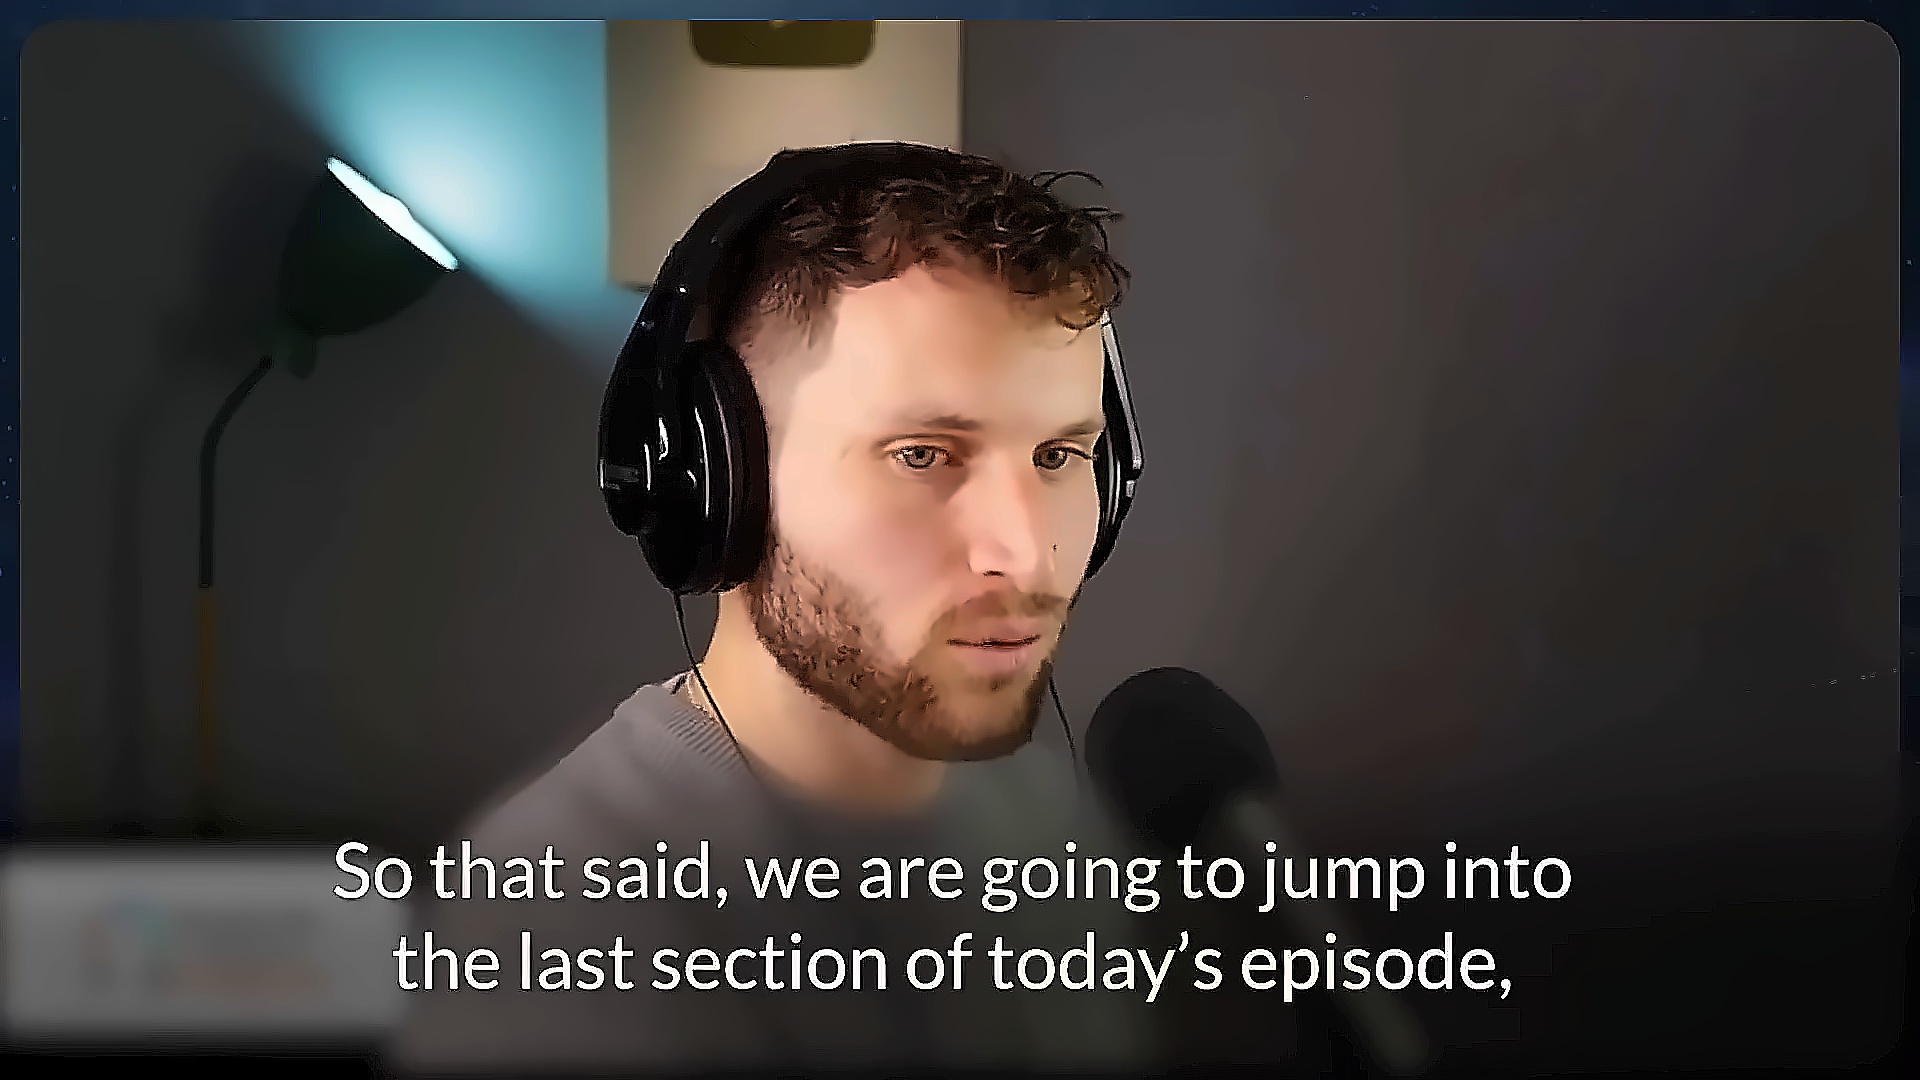 So that said, we are going to jump into
the last section of today’s episode,